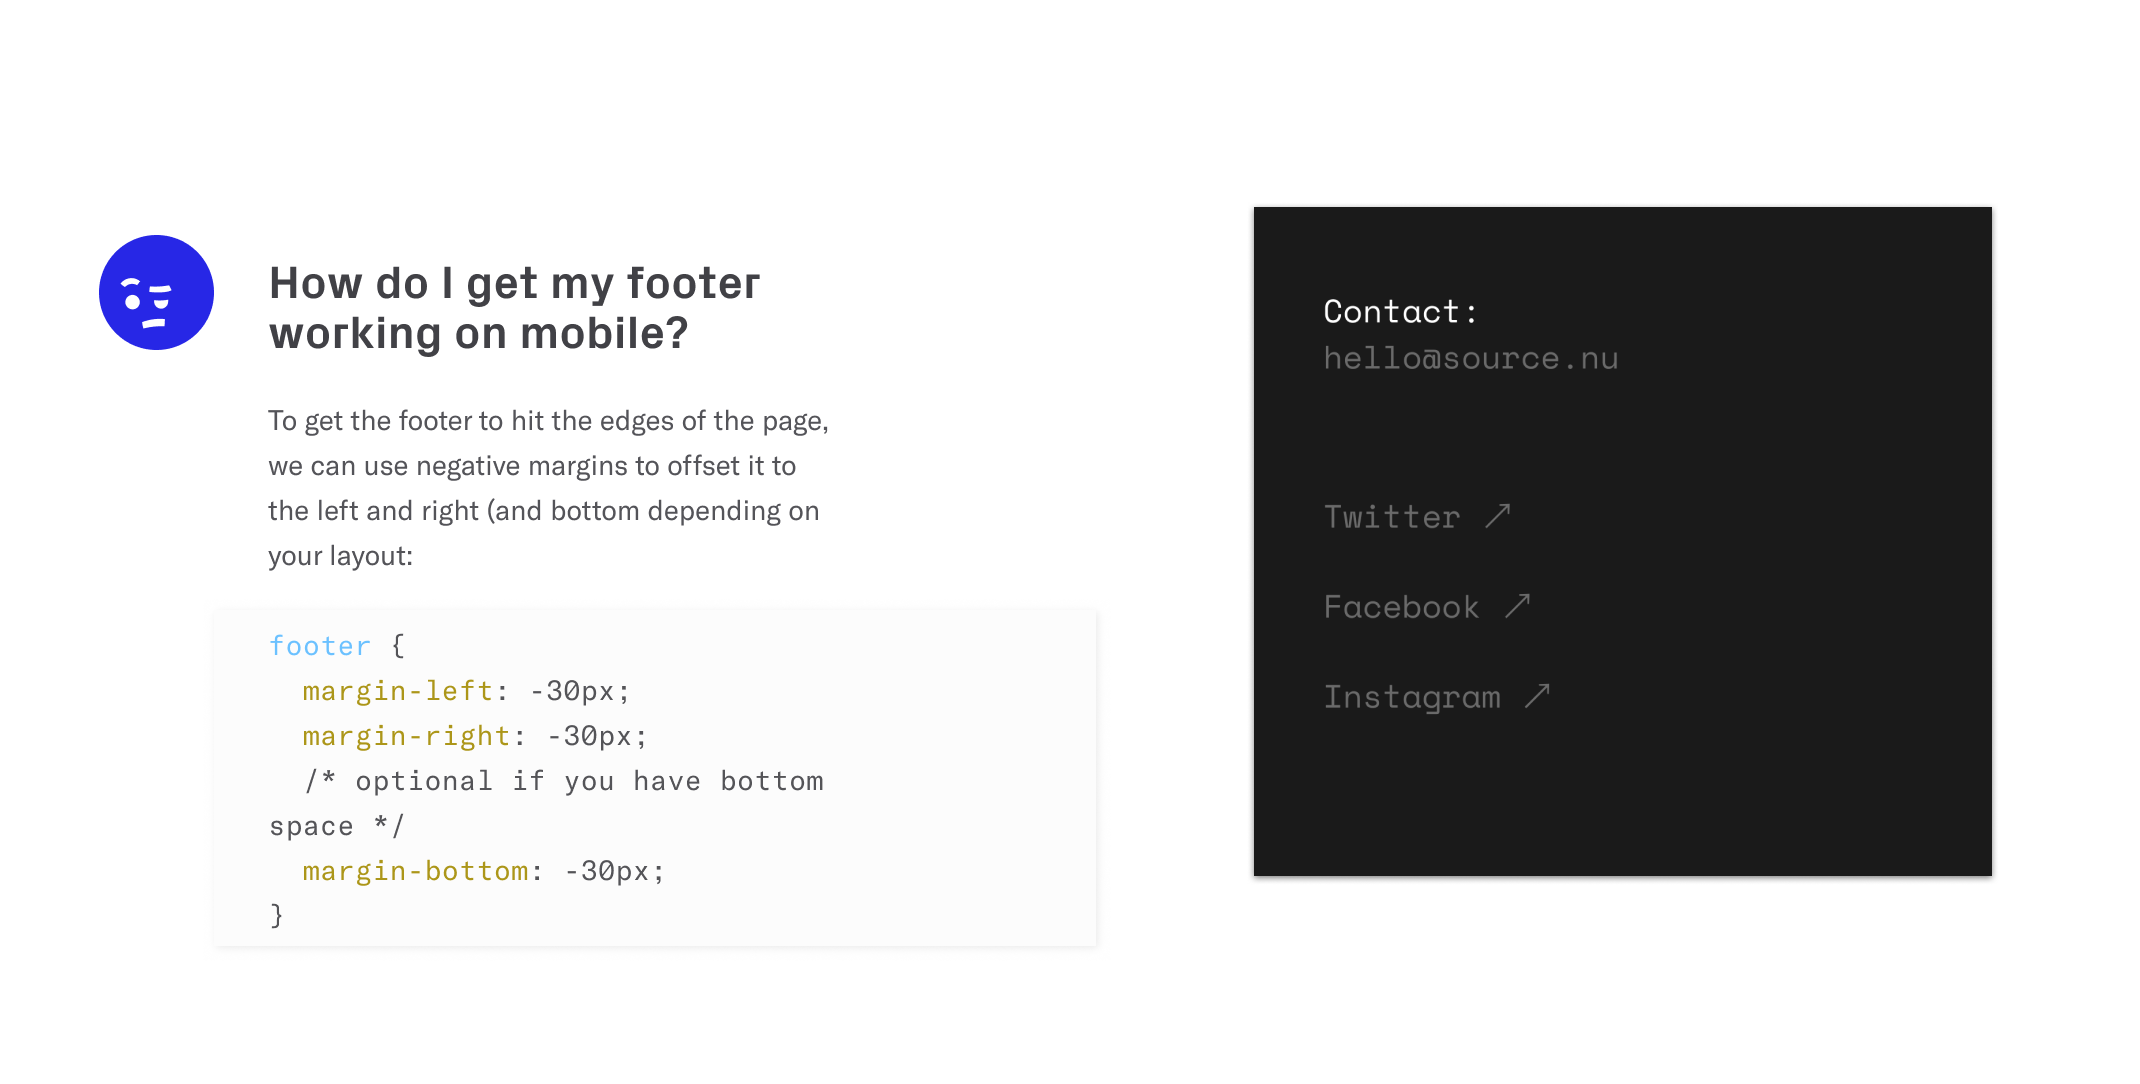 How do I get my footer
working on mobile?
To get the footer to hit the edges of the page,
we can use negative margins to offset it to
the left and right (and bottom depending on
your layout:
footer {
  margin-left: -30px;
  margin-right: -30px;
  /* optional if you have bottom
space */
  margin-bottom: -30px;
}
Contact:
hello@source.nu
Twitter ↗
Facebook ↗
Instagram ↗